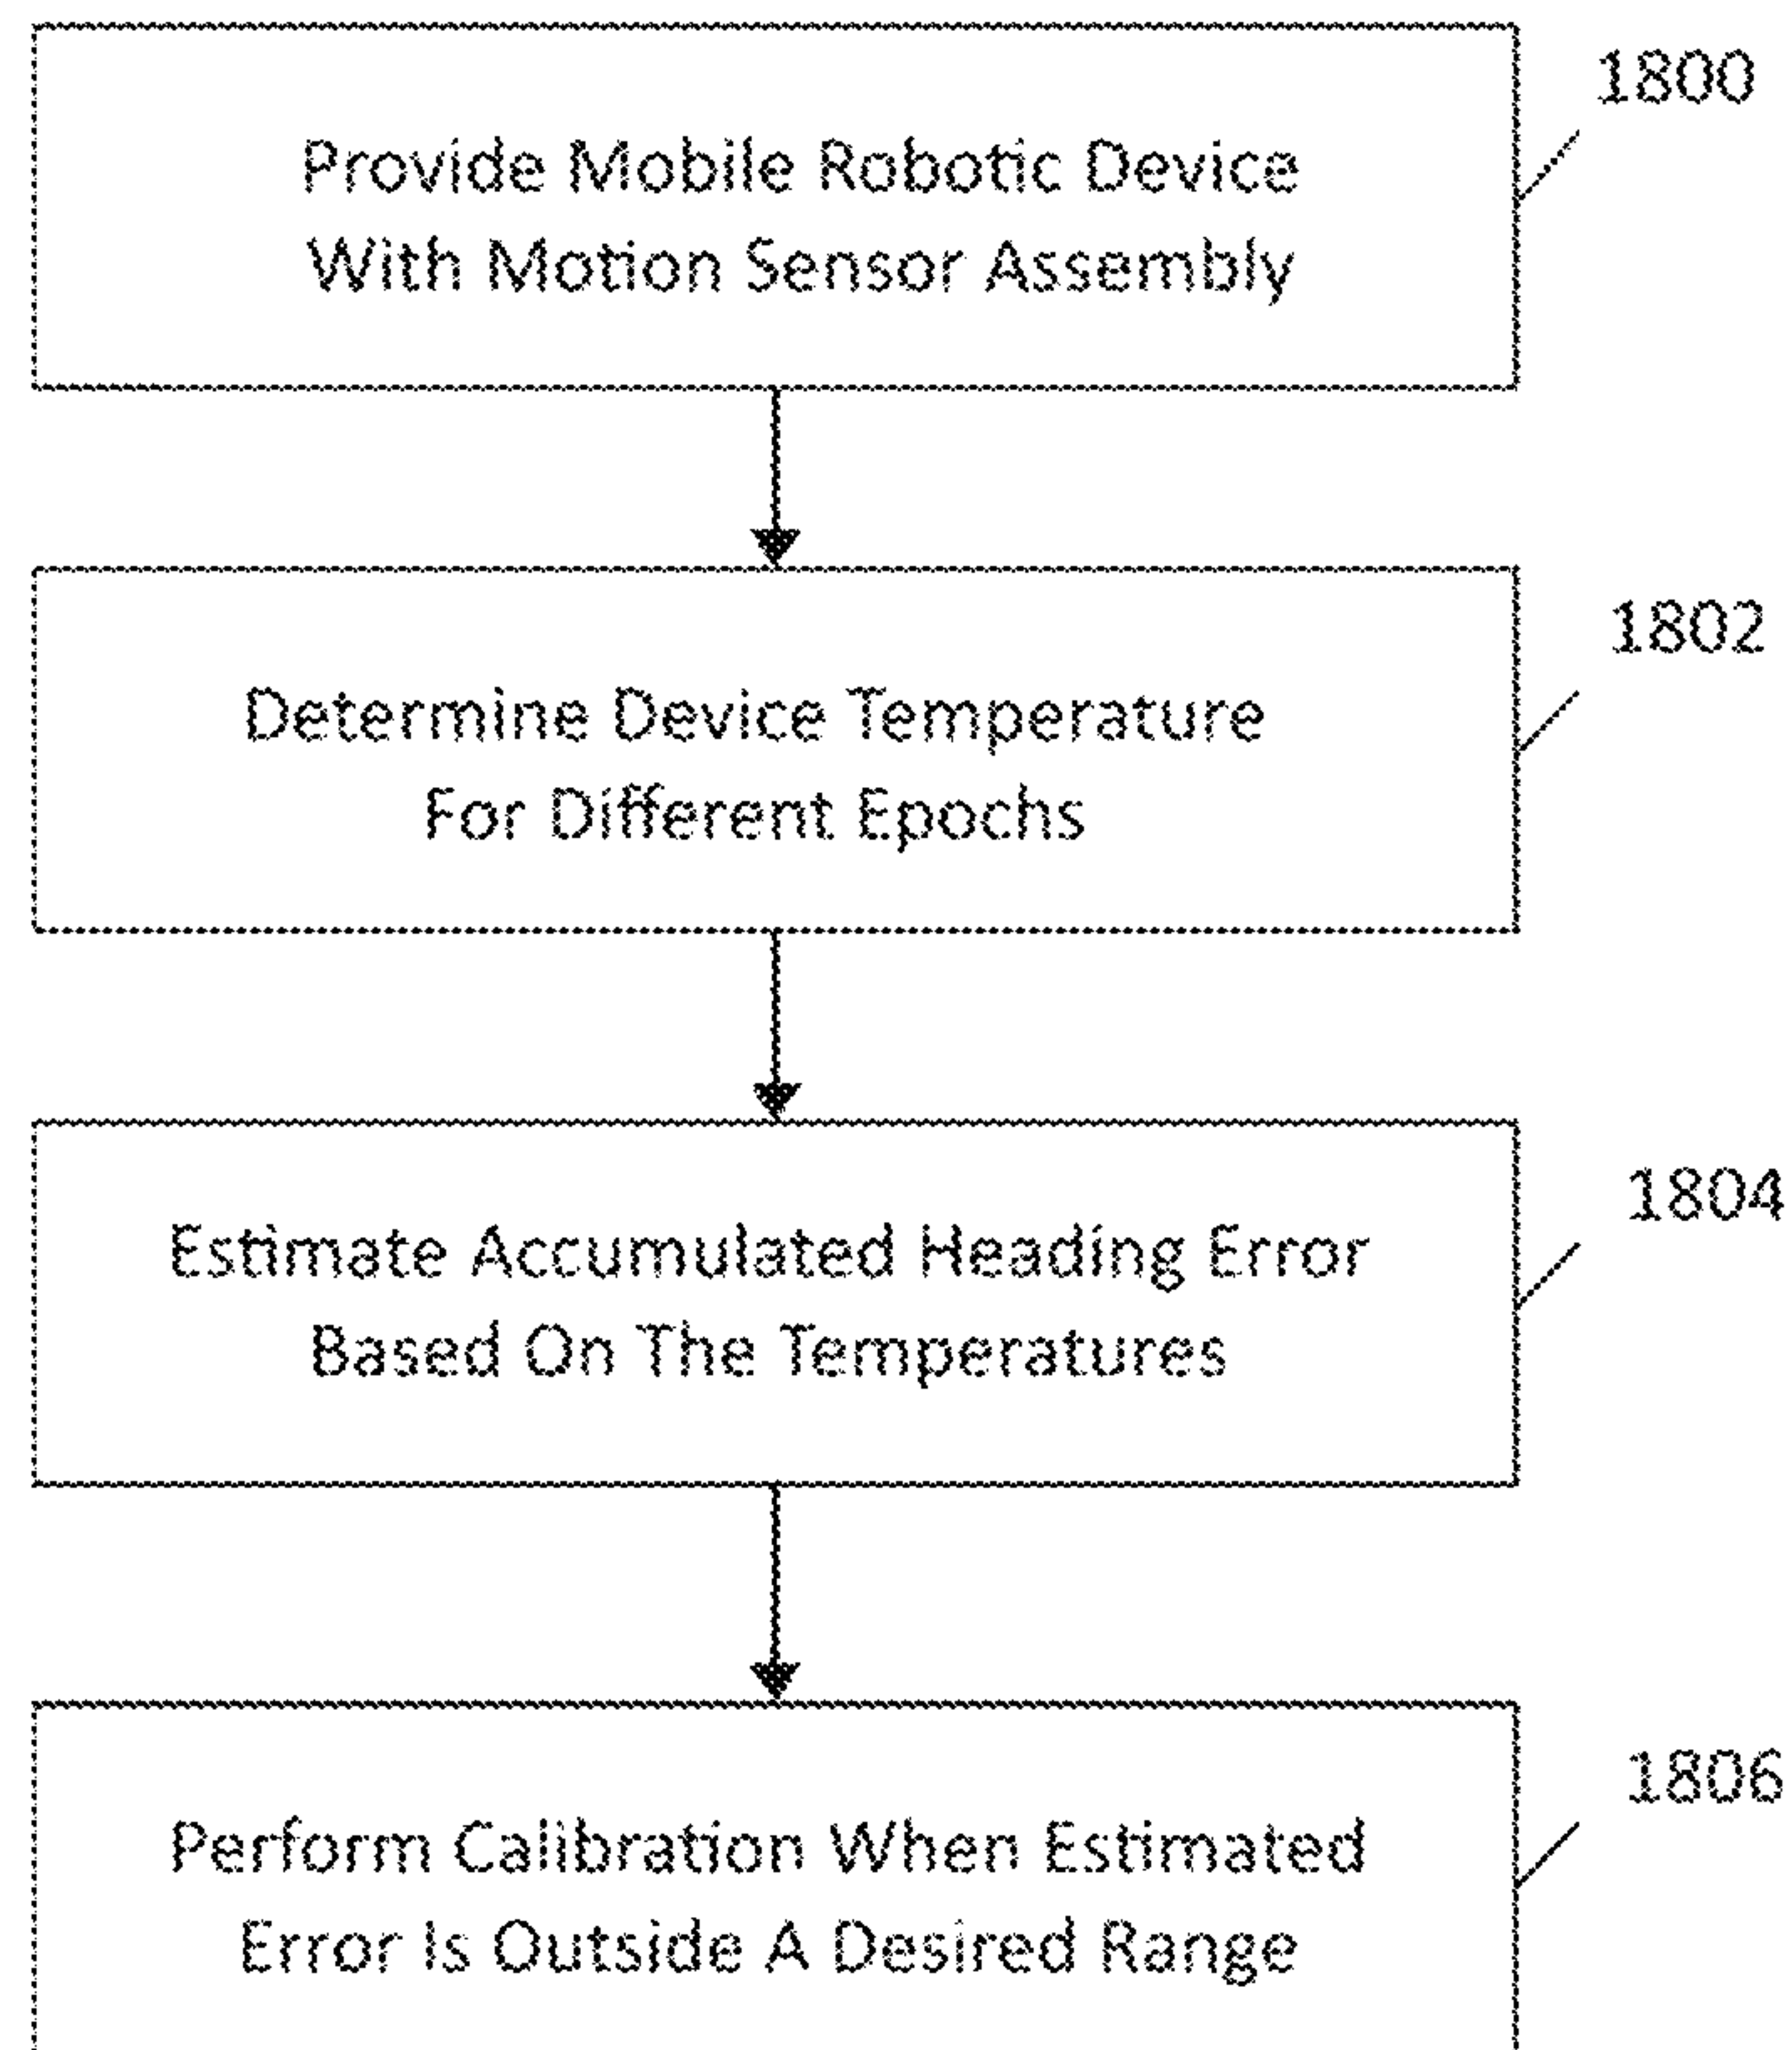 1800
Provide Mobile Robotic Device
With Motion Sensor Assembly
1802
Determine Device Temperature
For Different Epochs
1804
Estimate Accumulated Heading Error
Based On The Temperatures
1806
Perform Calibration When Estimated
Error Is Outside A Desired Range